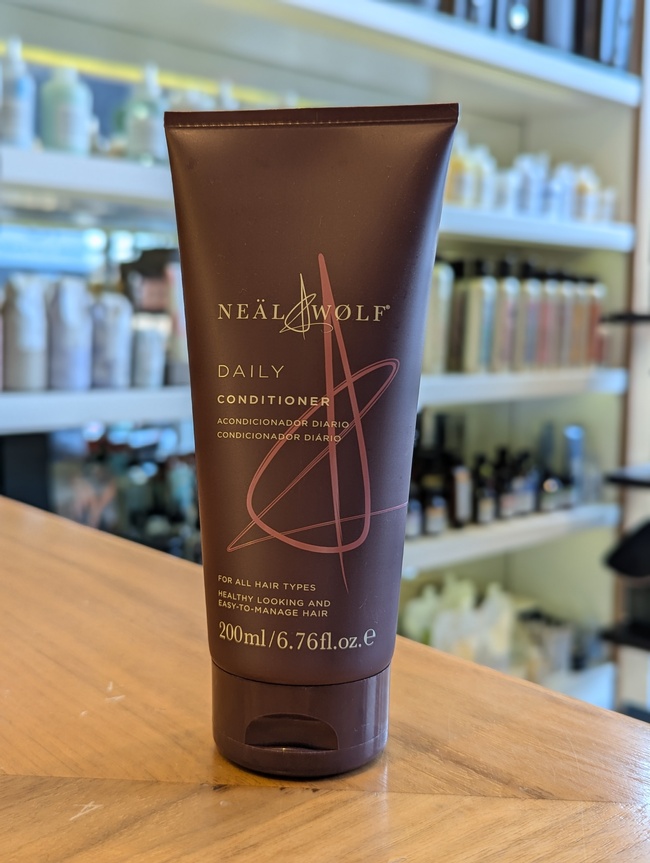 NEÄL & WØLF®
DAILY
CONDITIONER
ACONDICIONADOR DIARIO
CONDICIONADOR DIÁRIO
FOR ALL HAIR TYPES
HEALTHY LOOKING AND
EASY-TO-MANAGE HAIR
200ml/6.76fl.oz.℮